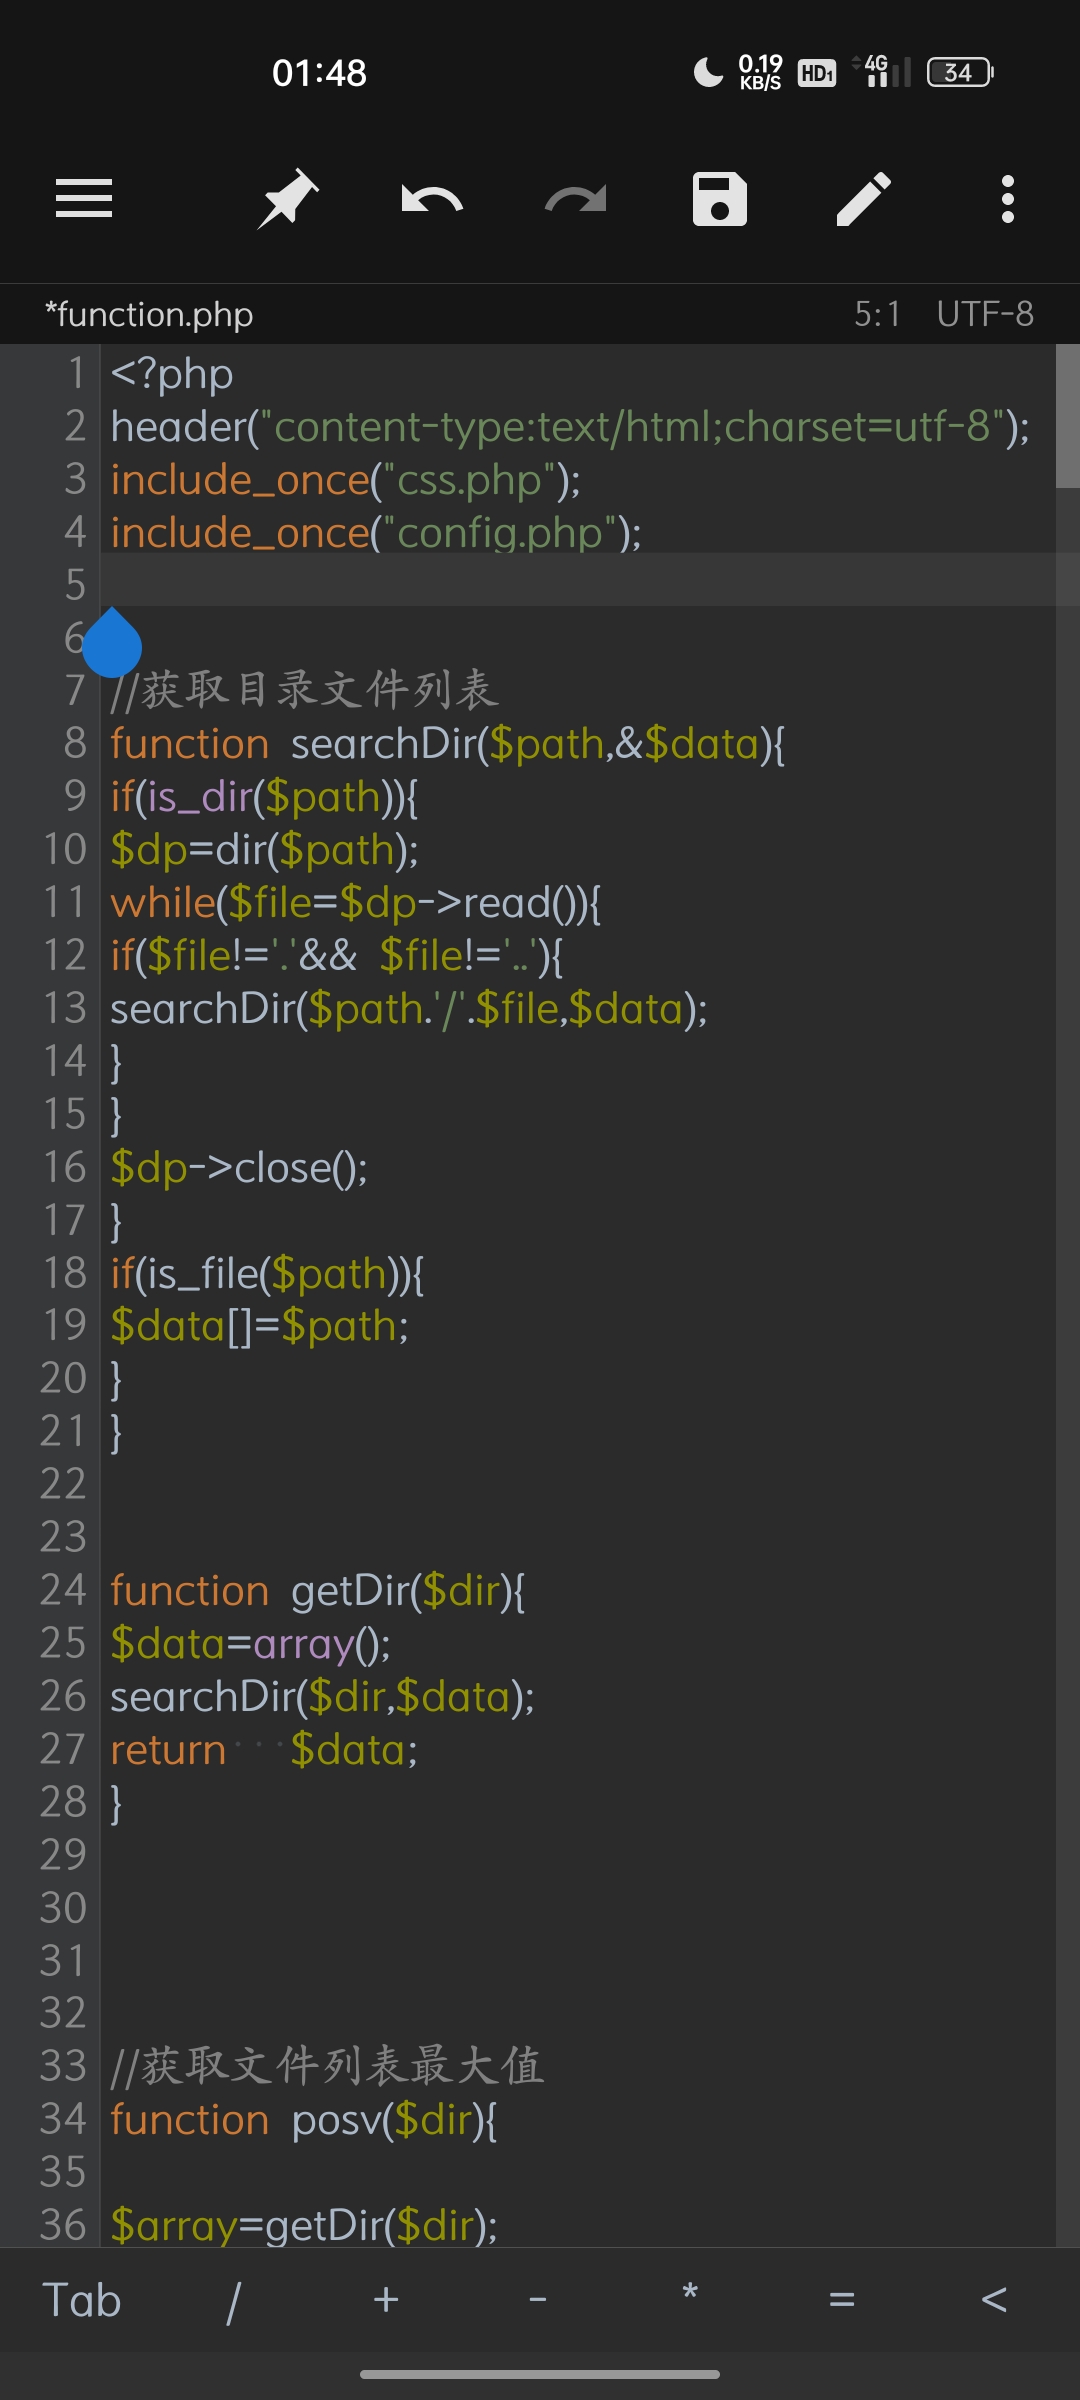 01:48 0.19 KB/S HD1 4G 34
*function.php 5:1 UTF-8
1 <?php
2 header("content-type:text/html;charset=utf-8");
3 include_once("css.php");
4 include_once("config.php");
5
6
7 //获取目录文件列表
8 function searchDir($path,&$data){
9 if(is_dir($path)){
10 $dp=dir($path);
11 while($file=$dp->read()){
12 if($file!='.'&& $file!='..'){
13 searchDir($path.'/'.$file,$data);
14 }
15 }
16 $dp->close();
17 }
18 if(is_file($path)){
19 $data[]=$path;
20 }
21 }
22
23
24 function getDir($dir){
25 $data=array();
26 searchDir($dir,$data);
27 return $data;
28 }
29
30
31
32
33 //获取文件列表最大值
34 function posv($dir){
35
36 $array=getDir($dir);
Tab / + - * = <